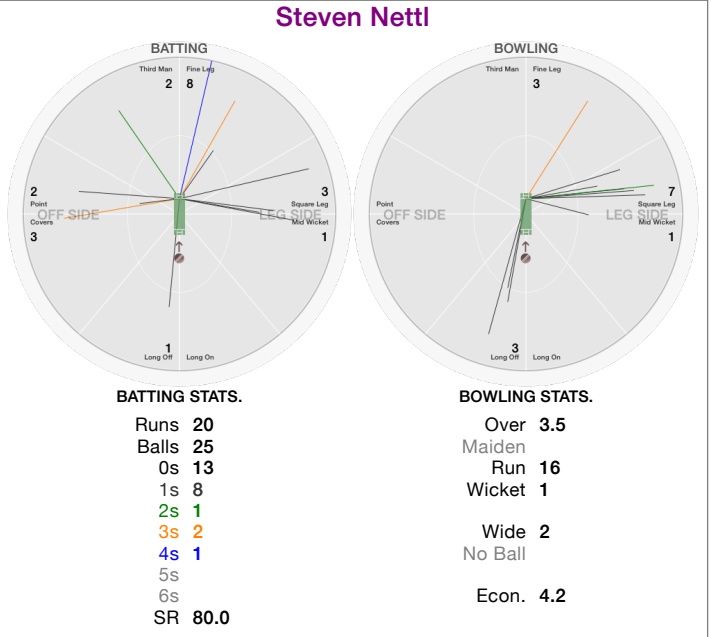 Steven Nettl
BATTING
Third Man
Fine Leg
2
8
2
3
Point
Square Leg
OFF SIDE
LEG SIDE
Covers
Mid Wicket
3
1
1
Long Off
Long On
BOWLING
Third Man
Fine Leg
3
7
Point
Square Leg
OFF SIDE
LEG SIDE
Covers
Mid Wicket
1
3
Long Off
Long On
BATTING STATS.
Runs 20
Balls 25
0s 13
1s 8
2s 1
3s 2
4s 1
5s
6s
SR 80.0
BOWLING STATS.
Over 3.5
Maiden
Run 16
Wicket 1
Wide 2
No Ball
Econ. 4.2